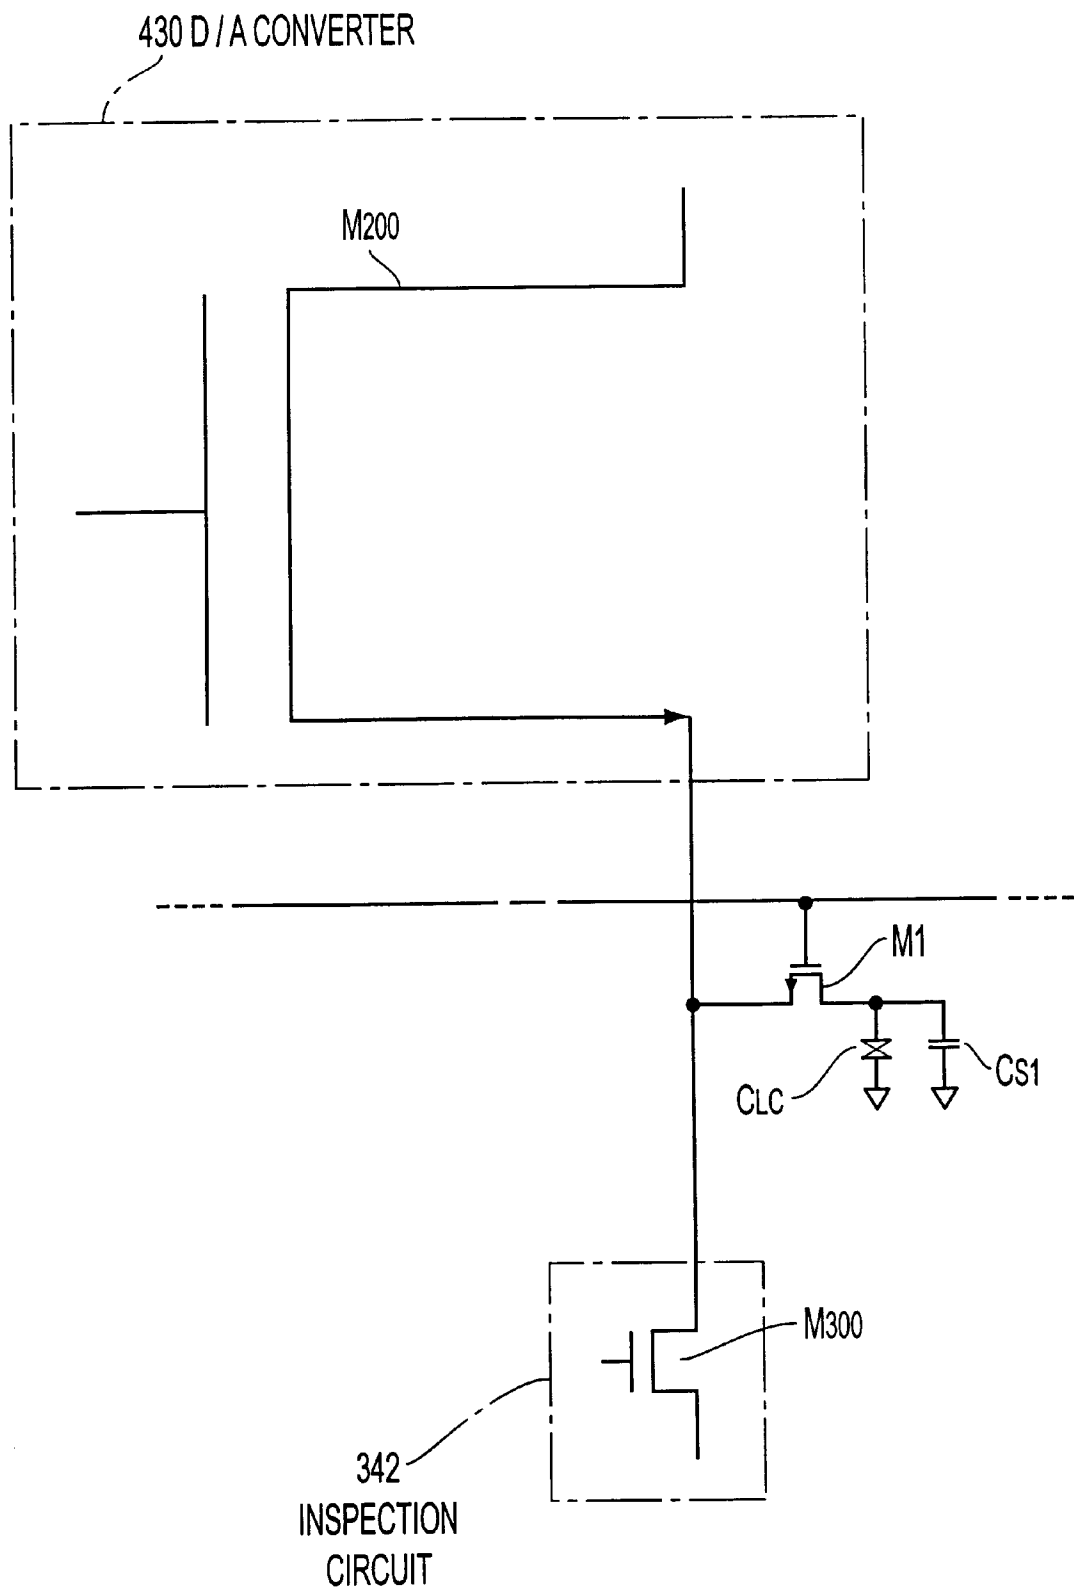 430 D / A CONVERTER
M200
M1
CLC
CS1
M300
342
INSPECTION
CIRCUIT